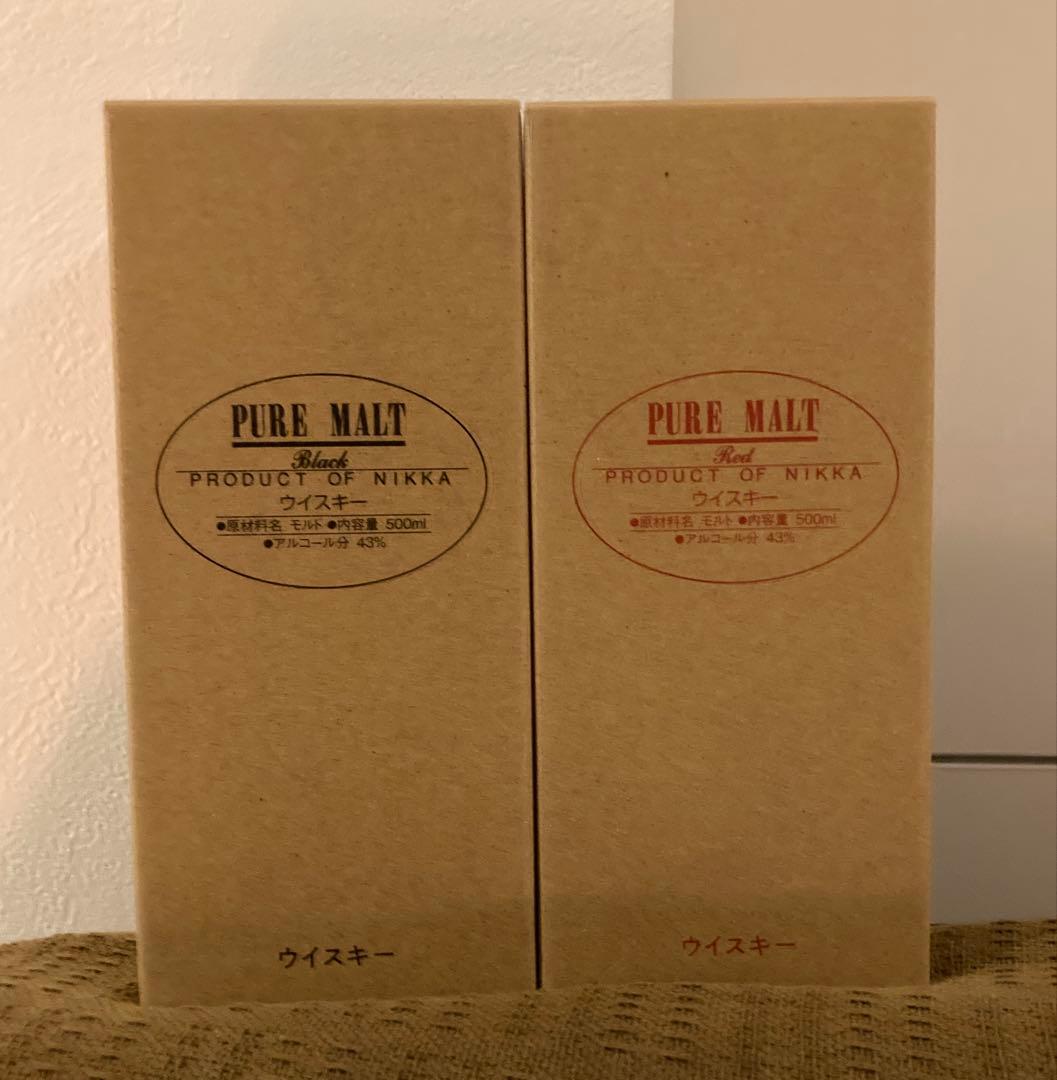 PURE MALT
Black
PRODUCT OF NIKKA
ウイスキー
●原材料名 モルト ●内容量 500ml
●アルコール分 43%
ウイスキー
PURE MALT
Red
PRODUCT OF NIKKA
ウイスキー
●原材料名 モルト ●内容量 500ml
●アルコール分 43%
ウイスキー